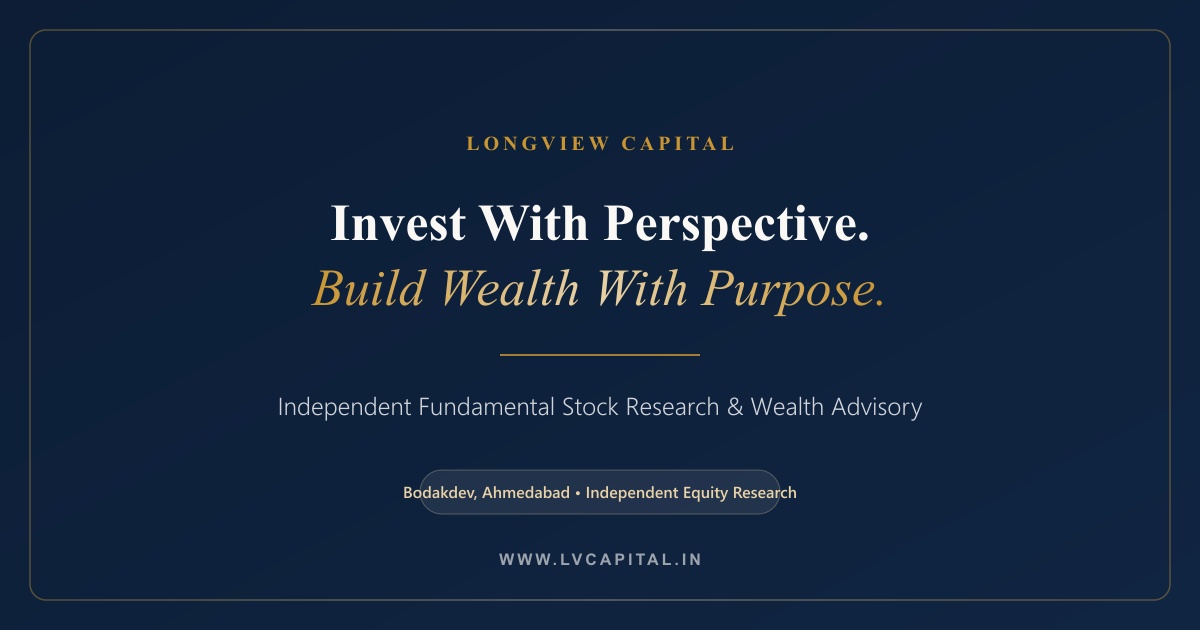 LONGVIEW CAPITAL
Invest With Perspective.
Build Wealth With Purpose.
Independent Fundamental Stock Research & Wealth Advisory
Bodakdev, Ahmedabad • Independent Equity Research
WWW.LVCAPITAL.IN